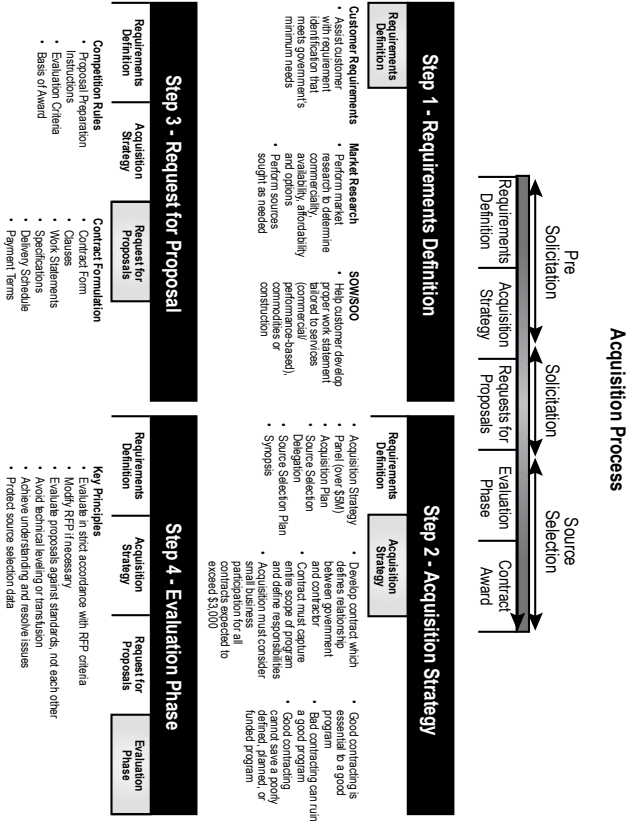 Acquisition Process
Pre
Solicitation
Solicitation
Source
Selection
Requirements
Definition
Acquisition
Strategy
Requests for
Proposals
Evaluation
Phase
Contract
Award
Step 1 - Requirements Definition
Requirements
Definition
Customer Requirements
• Assist customer
with requirement
identification that
meets government's
minimum needs
Market Research
• Perform market
research to determine
commerciality,
availability, affordability
and options
• Perform sources
sought as needed
SOW/SOO
• Help customer develop
proper work statement
tailored to services
(commercial/
performance-based),
commodities or
construction
Step 2 - Acquisition Strategy
Requirements
Definition
Acquisition
Strategy
• Acquisition Strategy
• Panel (over $5M)
• Acquisition Plan
• Source Selection
Delegation
• Source Selection Plan
• Synopsis
• Develop contract which
defines relationship
between government
and contractor
• Contract must capture
entire scope of program
and define responsibilities
• Acquisition must consider
small business
participation for all
contracts expected to
exceed $3,000
• Good contracting is
essential to a good
program
• Bad contracting can ruin
a good program
• Good contracting
cannot save a poorly
defined, planned, or
funded program
Step 3 - Request for Proposal
Requirements
Definition
Acquisition
Strategy
Request for
Proposals
Competition Rules
• Proposal Preparation
Instructions
• Evaluation Criteria
• Basis of Award
Contract Formulation
• Contract Form
• Clauses
• Work Statements
• Specifications
• Delivery Schedule
• Payment Terms
Step 4 - Evaluation Phase
Requirements
Definition
Acquisition
Strategy
Request for
Proposals
Evaluation
Phase
Key Principles
• Evaluate in strict accordance with RFP criteria
• Modify RFP if necessary
• Evaluate proposals against standards, not each other
• Avoid technical leveling or transfusion
• Achieve understanding and resolve issues
• Protect source selection data